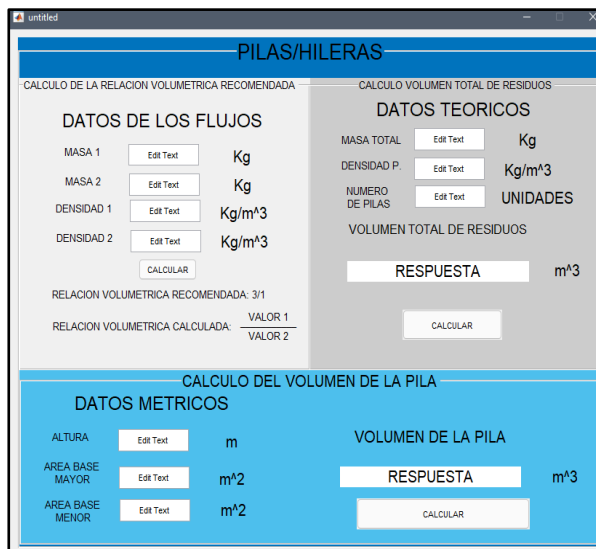 untitled
PILAS/HILERAS
CALCULO DE LA RELACION VOLUMETRICA RECOMENDADA
DATOS DE LOS FLUJOS
MASA 1 Edit Text Kg
MASA 2 Edit Text Kg
DENSIDAD 1 Edit Text Kg/m^3
DENSIDAD 2 Edit Text Kg/m^3
CALCULAR
RELACION VOLUMETRICA RECOMENDADA: 3/1
RELACION VOLUMETRICA CALCULADA: VALOR 1
VALOR 2
CALCULO VOLUMEN TOTAL DE RESIDUOS
DATOS TEORICOS
MASA TOTAL Edit Text Kg
DENSIDAD P. Edit Text Kg/m^3
NUMERO
DE PILAS Edit Text UNIDADES
VOLUMEN TOTAL DE RESIDUOS
RESPUESTA m^3
CALCULAR
CALCULO DEL VOLUMEN DE LA PILA
DATOS METRICOS
ALTURA Edit Text m
AREA BASE
MAYOR Edit Text m^2
AREA BASE
MENOR Edit Text m^2
VOLUMEN DE LA PILA
RESPUESTA m^3
CALCULAR